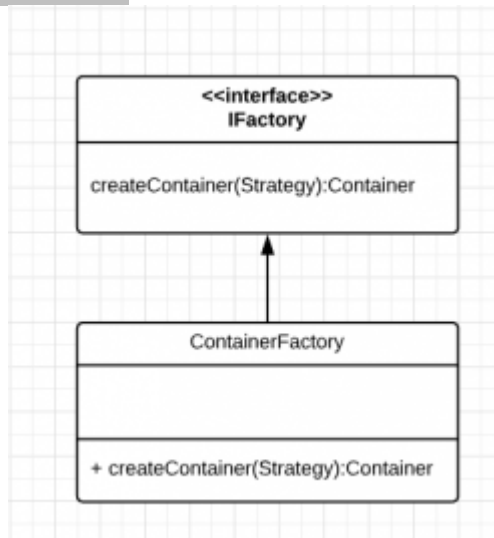 <<interface>>
IFactory
createContainer(Strategy):Container
ContainerFactory
+ createContainer(Strategy):Container